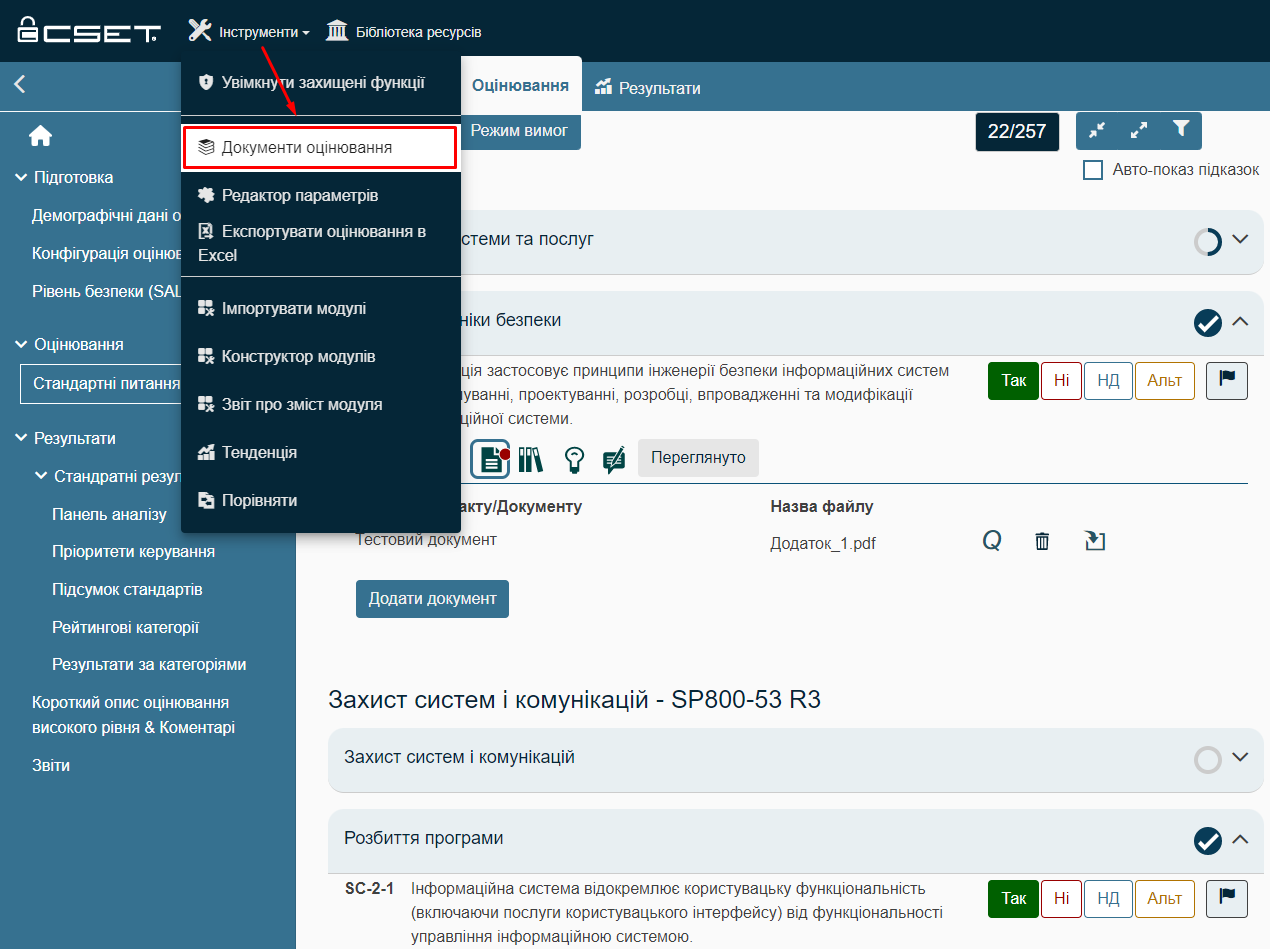 CSET
Інструменти
Бібліотека ресурсів
Увімкнути захищені функції
Документи оцінювання
Редактор параметрів
Експортувати оцінювання в
Excel
Імпортувати модулі
Конструктор модулів
Звіт про зміст модуля
Тенденція
Порівняти
Оцінювання
Результати
Режим вимог
22/257
Авто-показ підказок
Підготовка
Демографічні дані о
Конфігурація оцінюв
Рівень безпеки (SAL
Оцінювання
Стандартні питання
Результати
Стандратні резул
Панель аналізу
Пріоритети керування
Підсумок стандартів
Рейтингові категорії
Результати за категоріями
Короткий опис оцінювання
високого рівня & Коментарі
Звіти
стеми та послуг
ніки безпеки
ція застосовує принципи інженерії безпеки інформаційних систем
нуванні, проектуванні, розробці, впровадженні та модифікації
ційної системи.
Так Ні НД Альт
Переглянуто
акту/Документу
Назва файлу
Тестовий документ
Додаток_1.pdf
Q
Додати документ
Захист систем і комунікацій - SP800-53 R3
Захист систем і комунікацій
Розбиття програми
SC-2-1 Інформаційна система відокремлює користувацьку функціональність
(включаючи послуги користувацького інтерфейсу) від функціональності
управління інформаційною системою.
Так Ні НД Альт